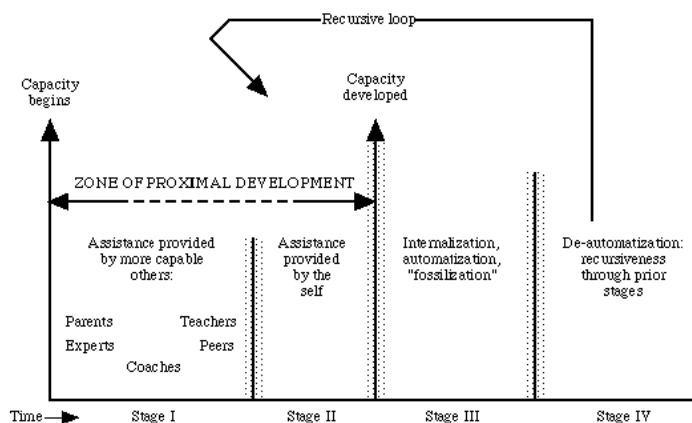 Recursive loop
Capacity
begins
Capacity
developed
ZONE OF PROXIMAL DEVELOPMENT
Assistance provided
by more capable
others:
Parents
Teachers
Experts
Peers
Coaches
Assistance
provided
by the
self
Internalization,
automatization,
"fossilization"
De-automatization:
recursiveness
through prior
stages
Time
Stage I
Stage II
Stage III
Stage IV